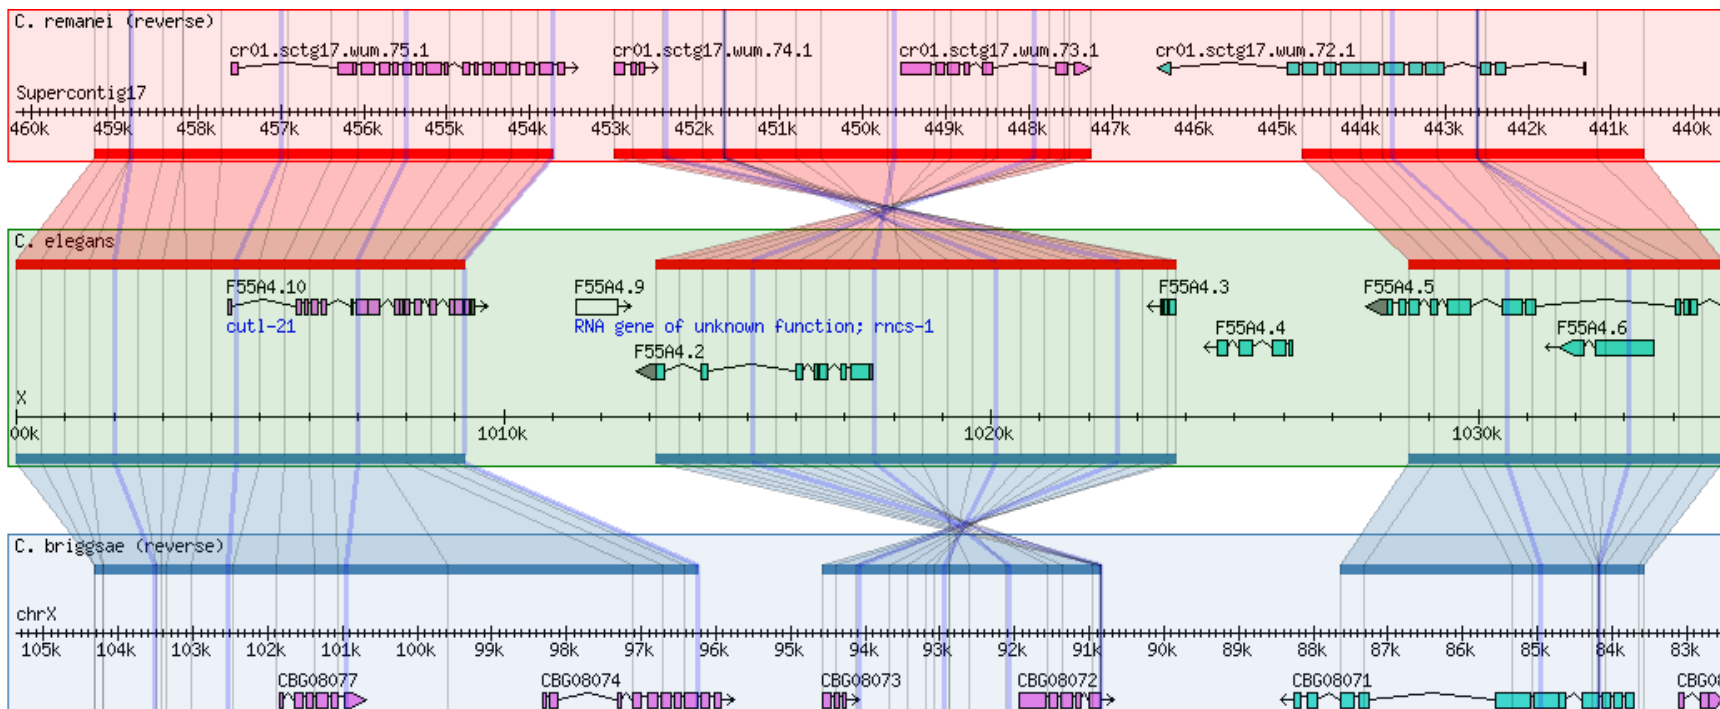 C. remanei (reverse)
cr01.sctg17.wum.75.1 cr01.sctg17.wum.74.1 cr01.sctg17.wum.73.1 cr01.sctg17.wum.72.1
Supercontig17
460k 459k 458k 457k 456k 455k 454k 453k 452k 451k 450k 449k 448k 447k 446k 445k 444k 443k 442k 441k 440k
C. elegans
F55A4.10 F55A4.9 F55A4.3 F55A4.5
cutl-21 RNA gene of unknown function; rncs-1 F55A4.4 F55A4.6
F55A4.2
X
00k 1010k 1020k 1030k
C. briggsae (reverse)
chrX
105k 104k 103k 102k 101k 100k 99k 98k 97k 96k 95k 94k 93k 92k 91k 90k 89k 88k 87k 86k 85k 84k 83k
CBG08077 CBG08074 CBG08073 CBG08072 CBG08071